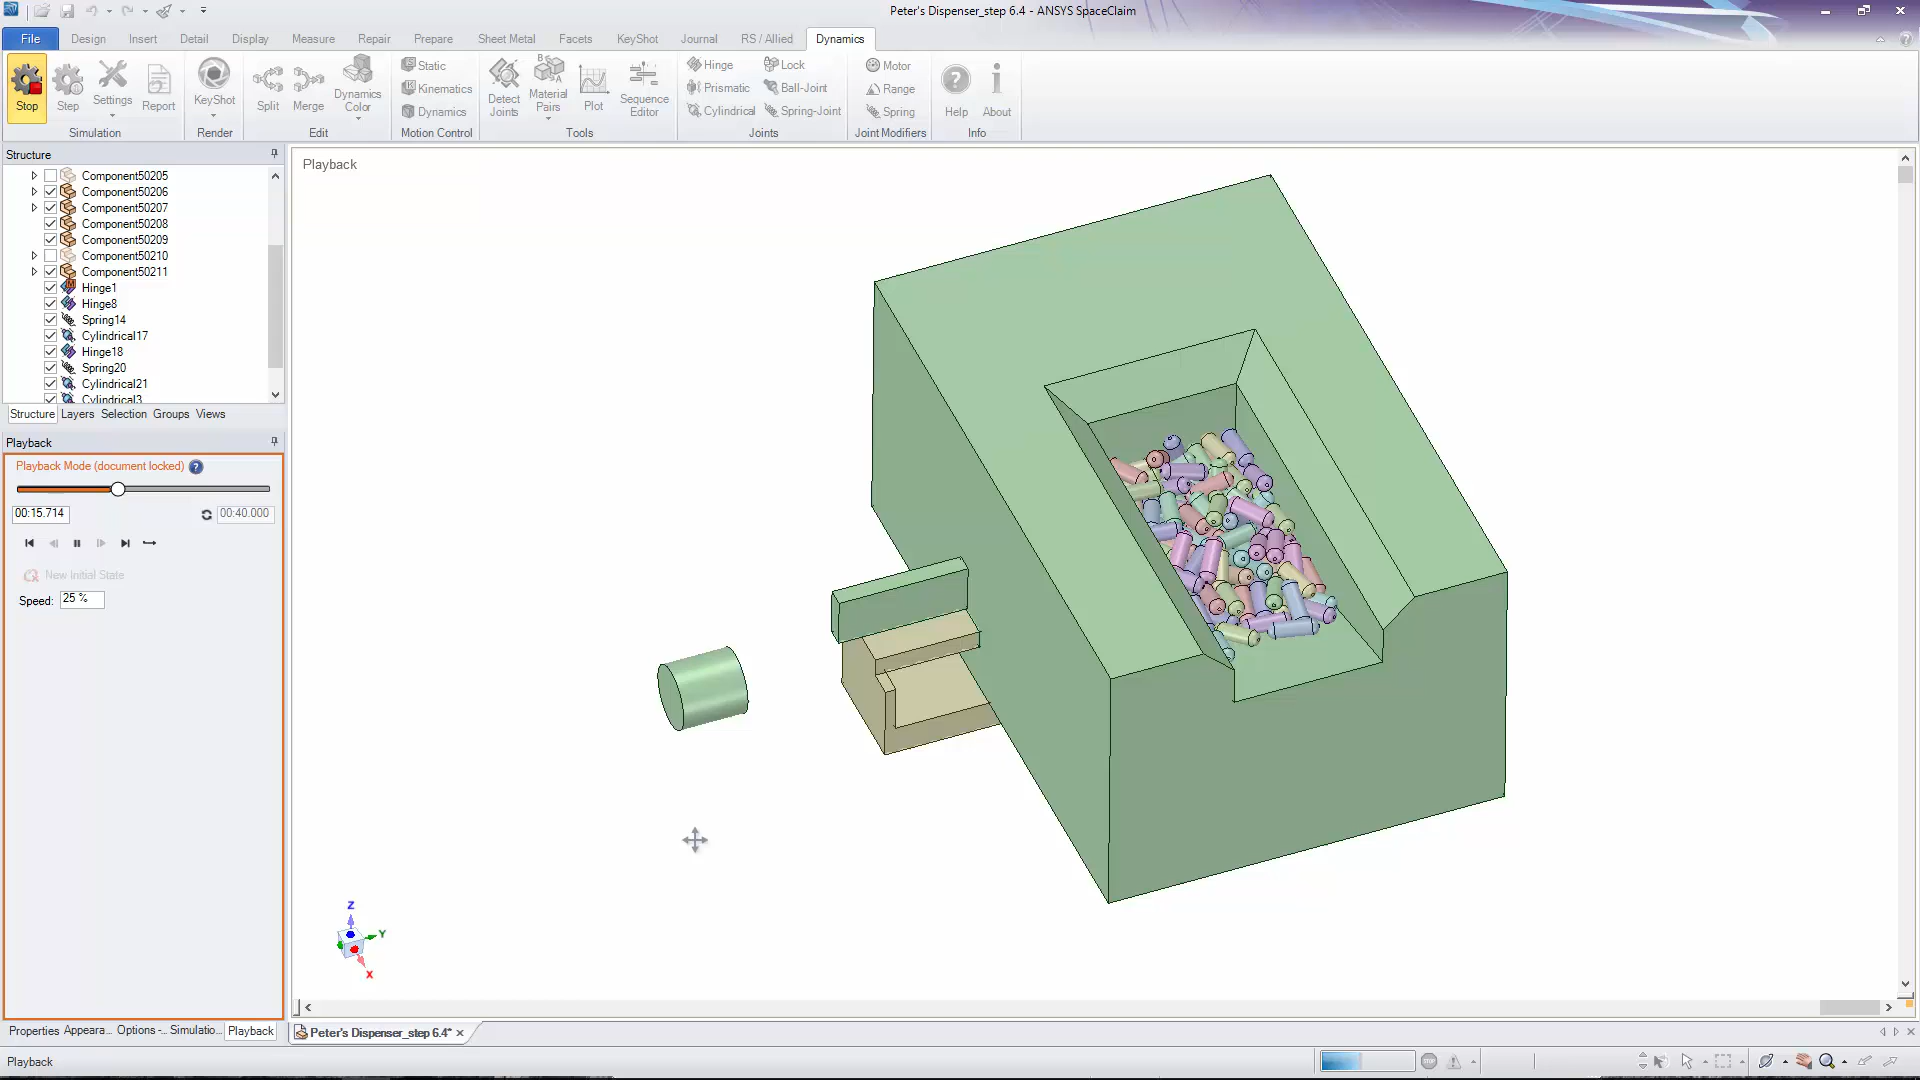 Peter's Dispenser_step 6.4 - ANSYS SpaceClaim
File Design Insert Detail Display Measure Repair Prepare Sheet Metal Facets KeyShot Journal RS / Allied Dynamics
Stop Step Settings Report
Simulation
KeyShot
Render
Split Merge Dynamics Color
Edit
Static
Kinematics
Dynamics
Motion Control
Detect Joints Material Pairs Plot Sequence Editor
Tools
Hinge Lock
Prismatic Ball-Joint
Cylindrical Spring-Joint
Joints
Motor
Range
Spring
Joint Modifiers
Help About
Info
Structure
Component50205
Component50206
Component50207
Component50208
Component50209
Component50210
Component50211
Hinge1
Hinge8
Spring14
Cylindrical17
Hinge18
Spring20
Cylindrical21
Cylindrical3
Structure Layers Selection Groups Views
Playback
Playback Mode (document locked)
00:15.714 00:40.000
New Initial State
Speed: 25 %
Properties Appeara... Options -... Simulatio... Playback
Playback
Z
Y
X
Peter's Dispenser_step 6.4*
Playback